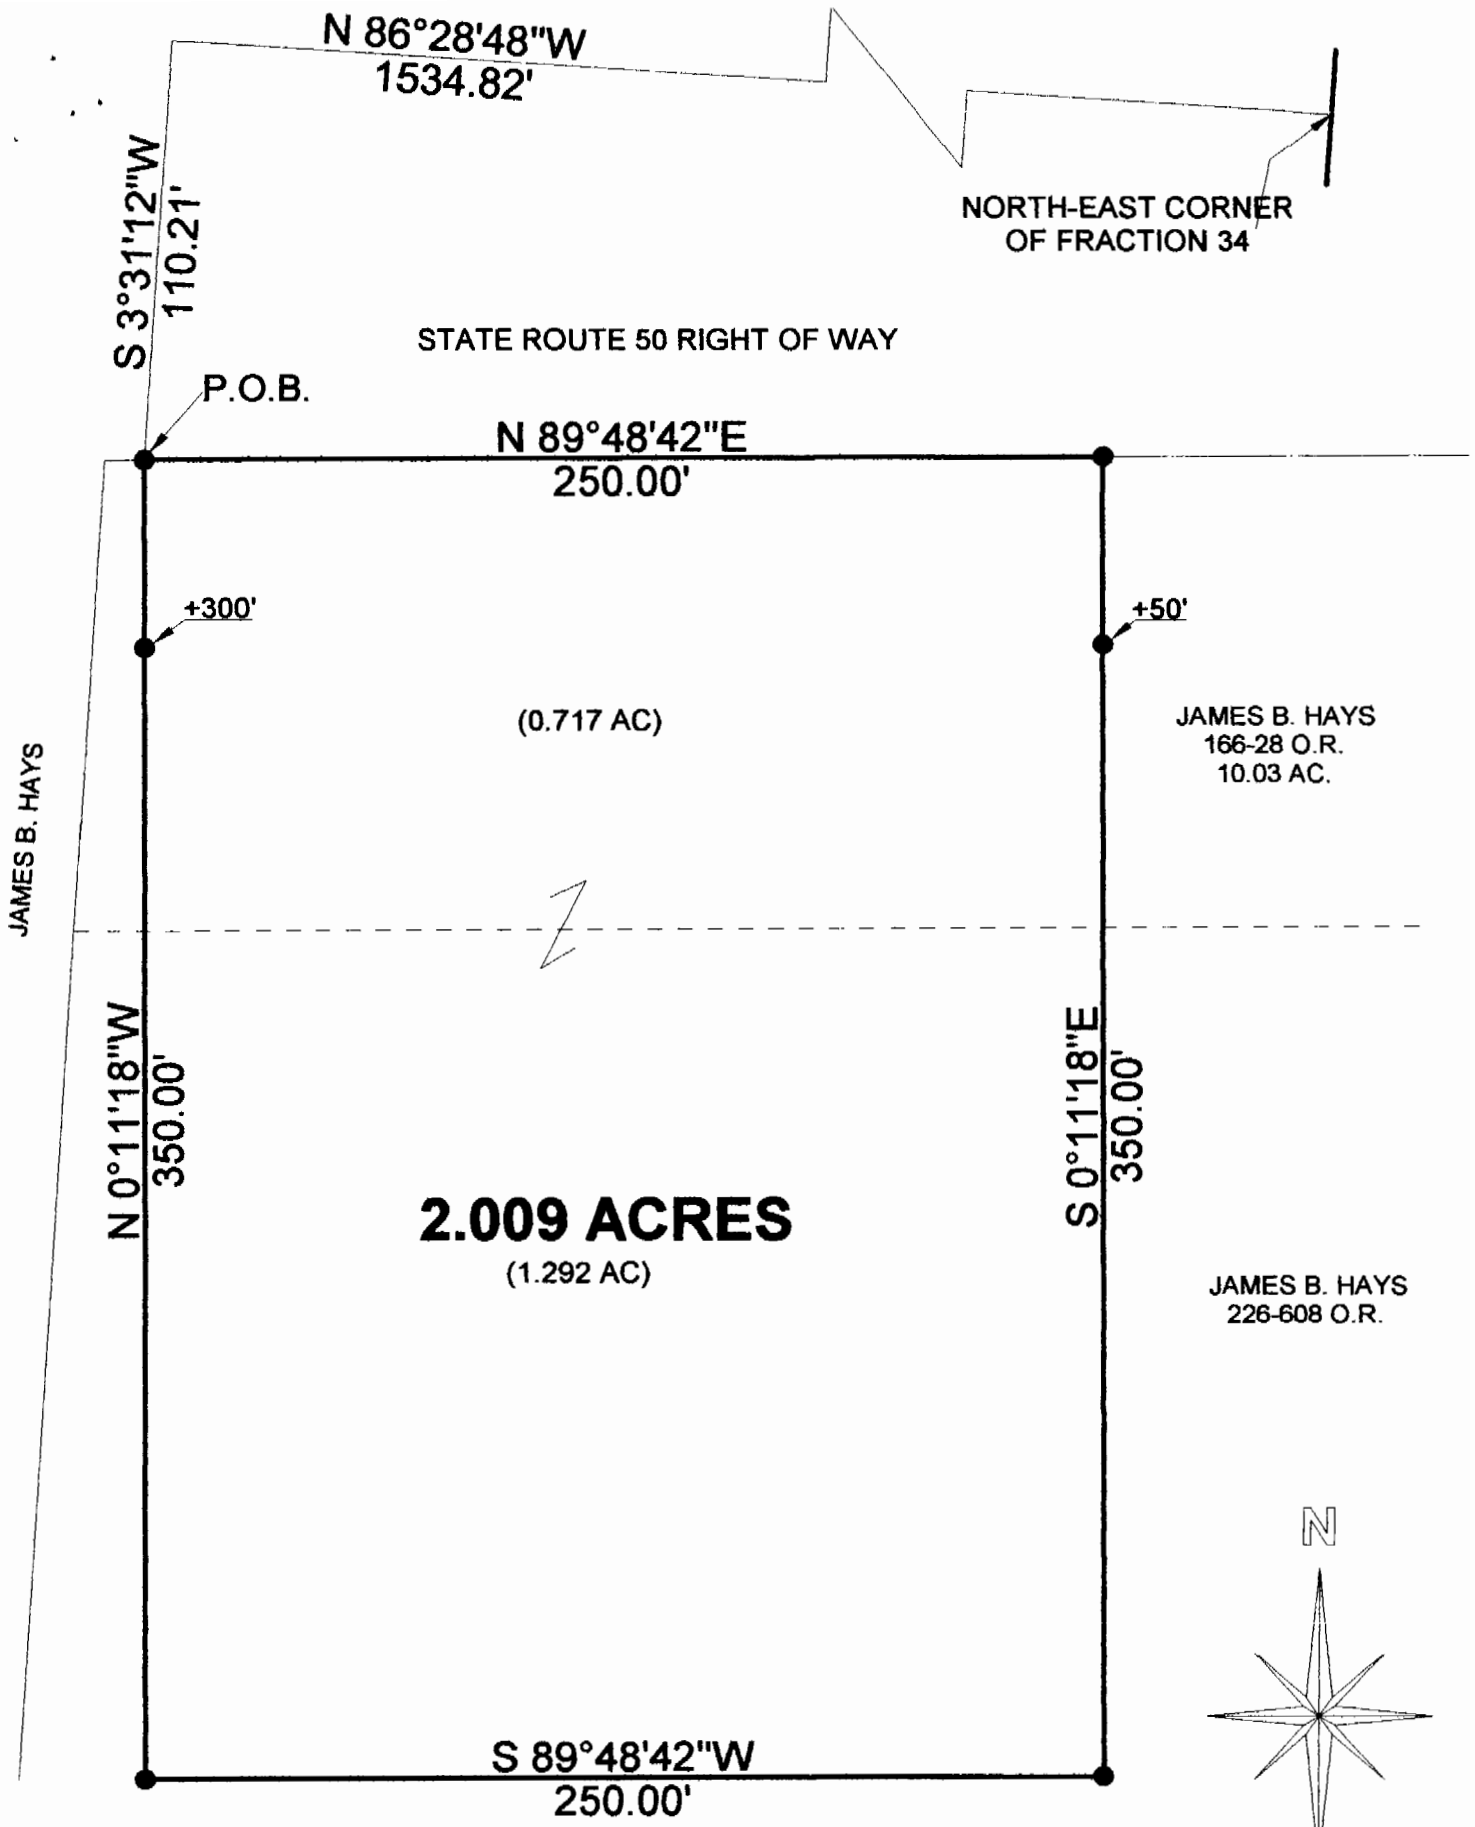 N 86°28'48"W
1534.82'
S 3°31'12"W
110.21'
NORTH-EAST CORNER
OF FRACTION 34
STATE ROUTE 50 RIGHT OF WAY
P.O.B.
N 89°48'42"E
250.00'
+300'
+50'
(0.717 AC)
JAMES B. HAYS
166-28 O.R.
10.03 AC.
JAMES B. HAYS
N 0°11'18"W
350.00'
S 0°11'18"E
350.00'
2.009 ACRES
(1.292 AC)
JAMES B. HAYS
226-608 O.R.
N
S 89°48'42"W
250.00'